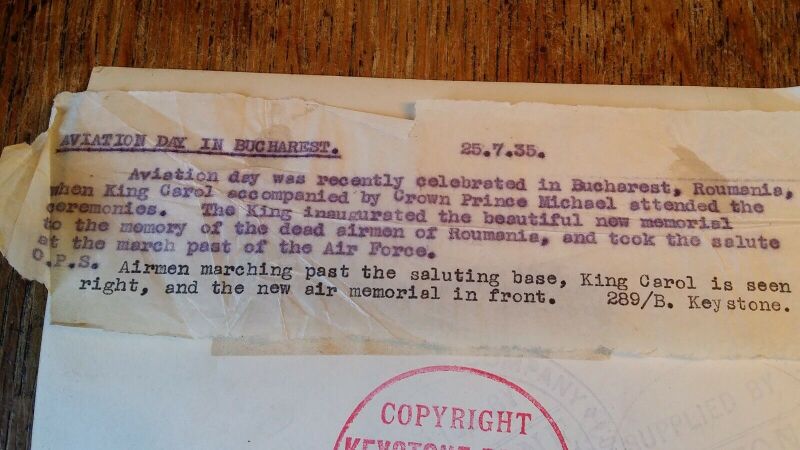 AVIATION DAY IN BUCHAREST. 25.7.35.
Aviation day was recently celebrated in Bucharest, Roumania,
when King Carol accompanied by Crown Prince Michael attended the
ceremonies. The King inaugurated the beautiful new memorial
to the memory of the dead airmen of Roumania, and took the salute
at the march past of the Air Force.
O.P.S. Airmen marching past the saluting base, King Carol is seen
right, and the new air memorial in front. 289/B. Keystone.
COMPANY
SUPPLIED BY
COPYRIGHT
KEYSTONE